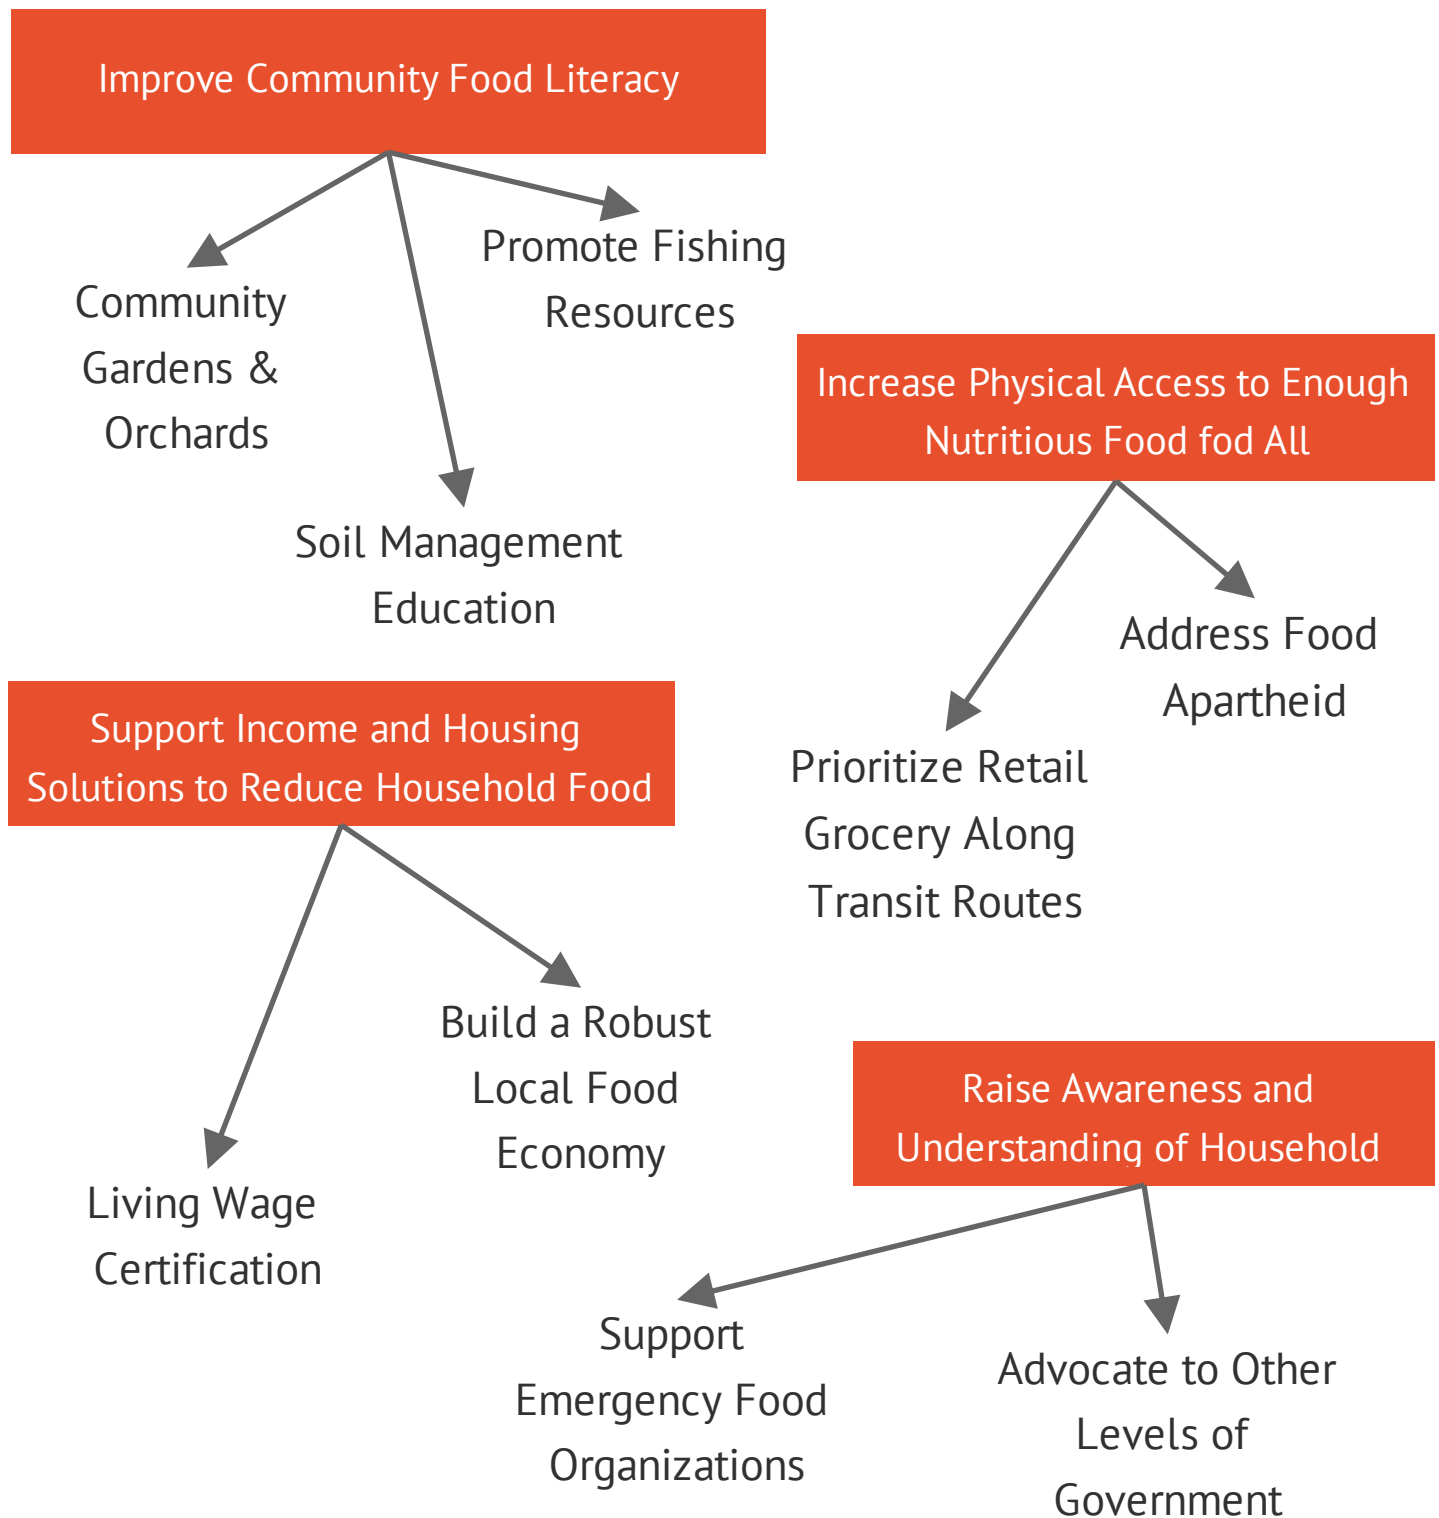 Improve Community Food Literacy
Promote Fishing
Resources
Community
Gardens &
Orchards
Soil Management
Education
Increase Physical Access to Enough
Nutritious Food fod All
Address Food
Apartheid
Prioritize Retail
Grocery Along
Transit Routes
Support Income and Housing
Solutions to Reduce Household Food
Build a Robust
Local Food
Economy
Living Wage
Certification
Raise Awareness and
Understanding of Household
Support
Emergency Food
Organizations
Advocate to Other
Levels of
Government